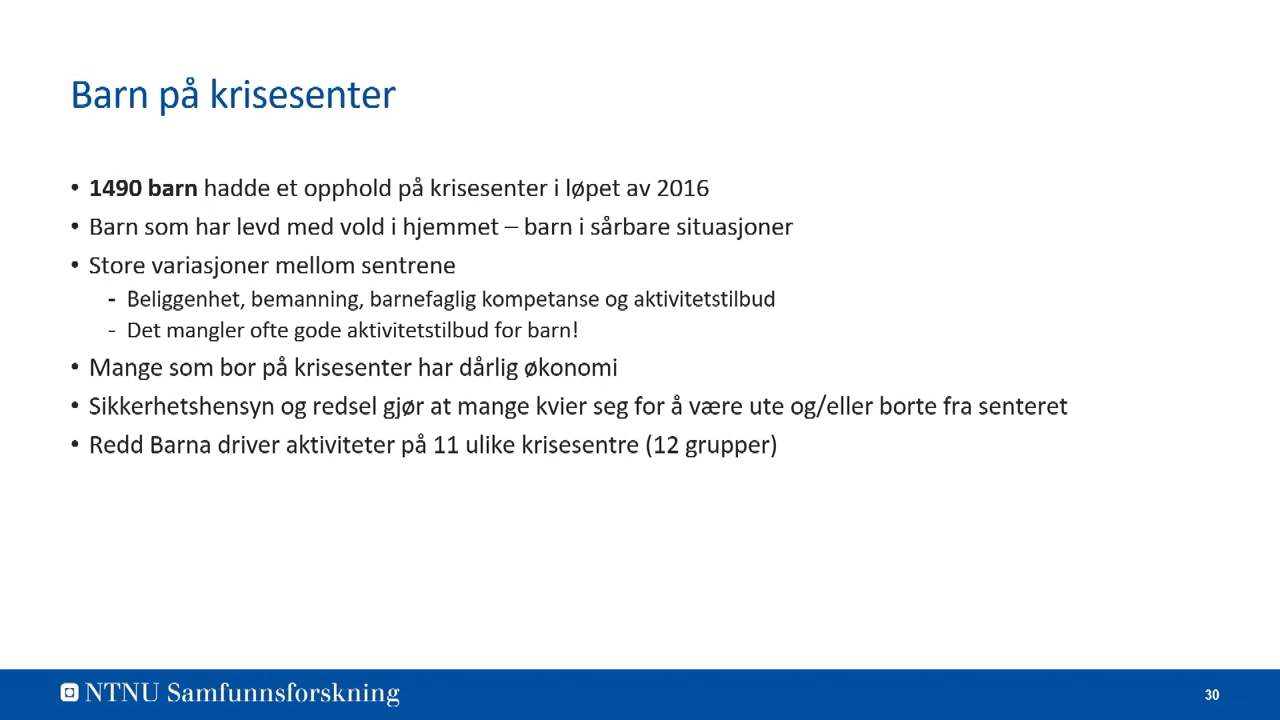 Barn på krisesenter
• 1490 barn hadde et opphold på krisesenter i løpet av 2016
• Barn som har levd med vold i hjemmet – barn i sårbare situasjoner
• Store variasjoner mellom sentrene
- Beliggenhet, bemanning, barnefaglig kompetanse og aktivitetstilbud
- Det mangler ofte gode aktivitetstilbud for barn!
• Mange som bor på krisesenter har dårlig økonomi
• Sikkerhetshensyn og redsel gjør at mange kvier seg for å være ute og/eller borte fra senteret
• Redd Barna driver aktiviteter på 11 ulike krisesentre (12 grupper)
NTNU Samfunnsforskning
30